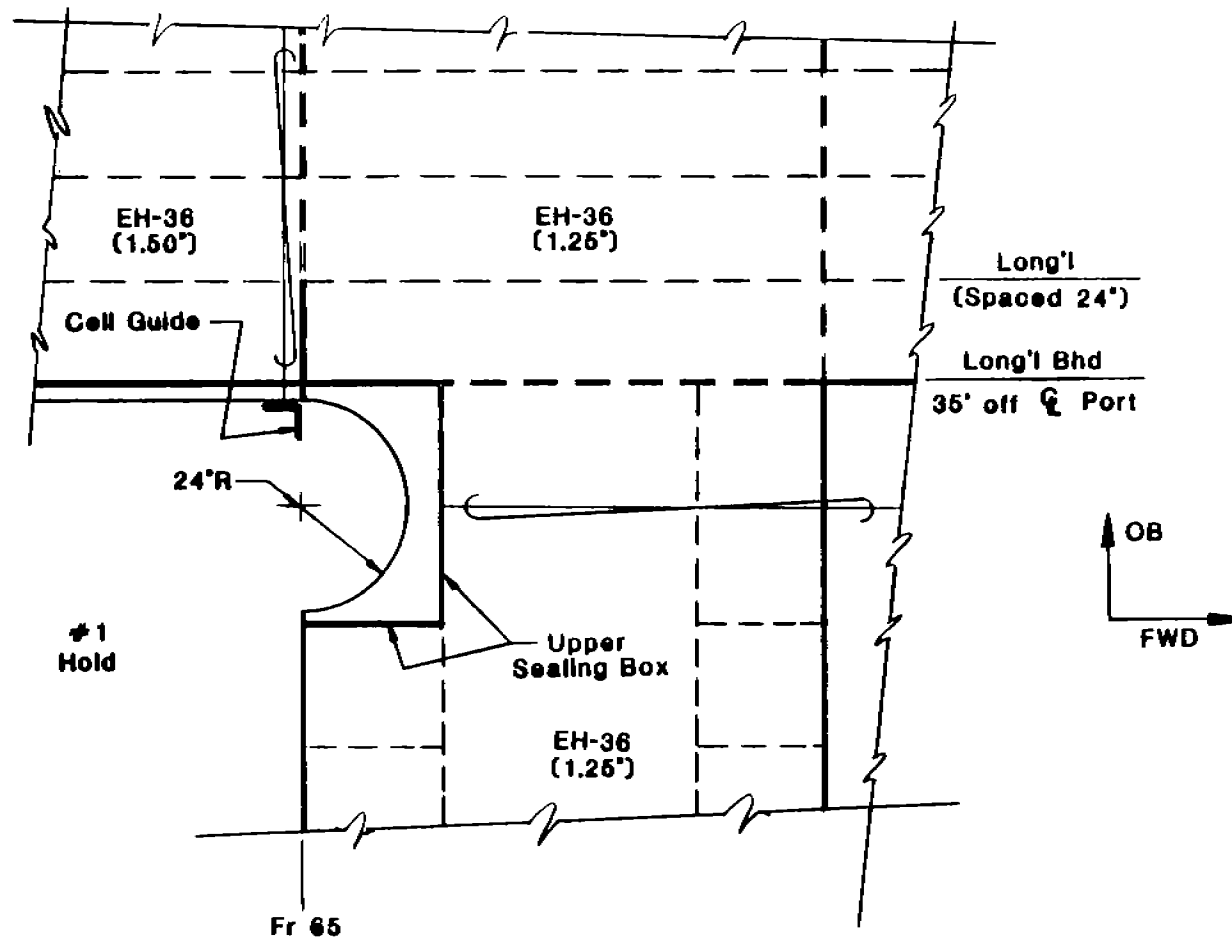 EH-36
(1.50")
EH-36
(1.25")
Long'l
(Spaced 24")
Cell Guide
Long'l Bhd
35' off ℄ Port
24"R
OB
FWD
#1
Hold
Upper
Sealing Box
EH-36
(1.25")
Fr 65